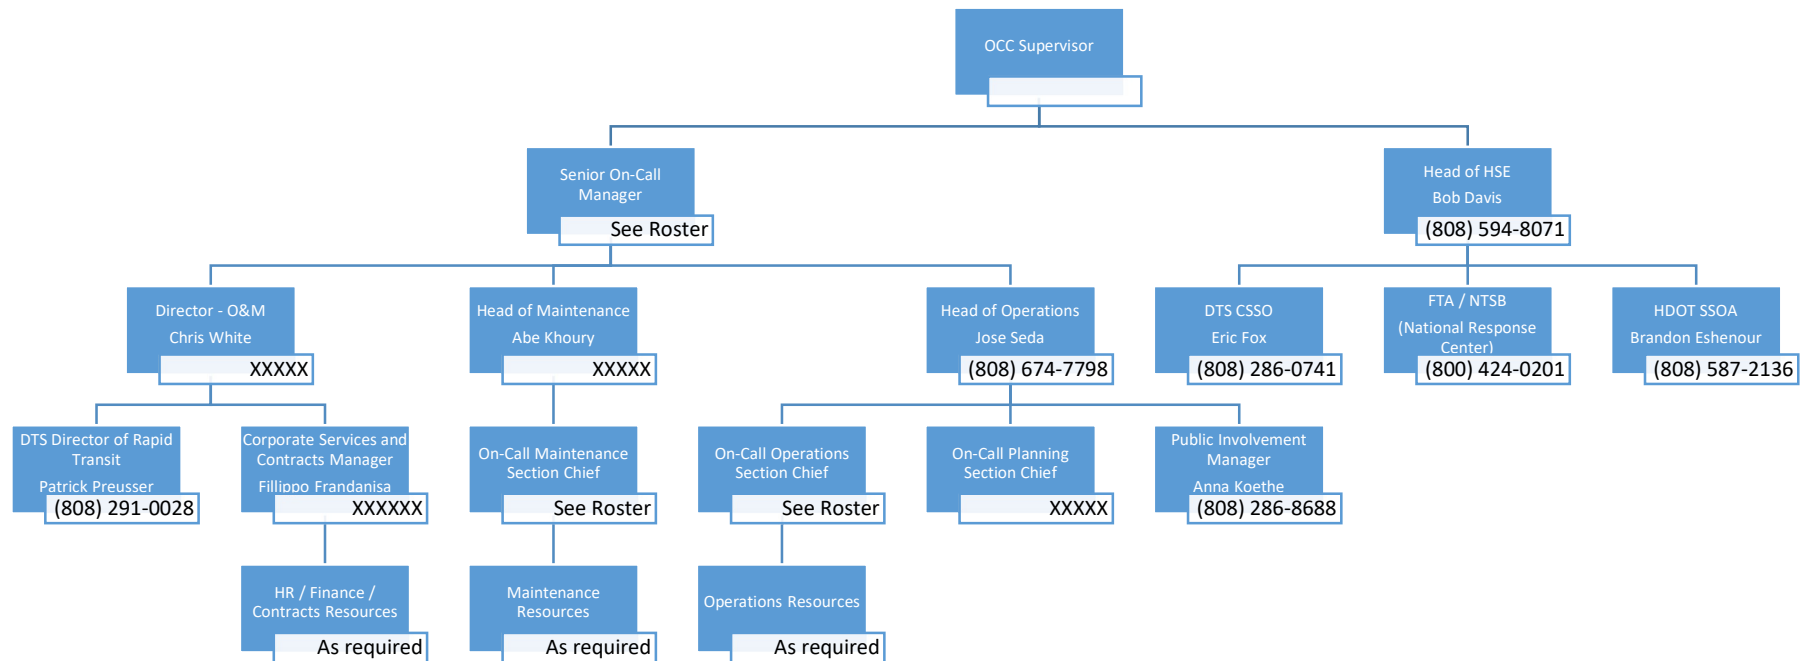 OCC Supervisor
Senior On-Call
Manager
See Roster
Head of HSE
Bob Davis
(808) 594-8071
Director - O&M
Chris White
XXXXX
Head of Maintenance
Abe Khoury
XXXXX
Head of Operations
Jose Seda
(808) 674-7798
DTS CSSO
Eric Fox
(808) 286-0741
FTA / NTSB
(National Response
Center)
(800) 424-0201
HDOT SSOA
Brandon Eshenour
(808) 587-2136
DTS Director of Rapid
Transit
Patrick Preusser
(808) 291-0028
Corporate Services and
Contracts Manager
Fillippo Frandanisa
XXXXXX
On-Call Maintenance
Section Chief
See Roster
On-Call Operations
Section Chief
See Roster
On-Call Planning
Section Chief
XXXXX
Public Involvement
Manager
Anna Koethe
(808) 286-8688
HR / Finance /
Contracts Resources
As required
Maintenance
Resources
As required
Operations Resources
As required